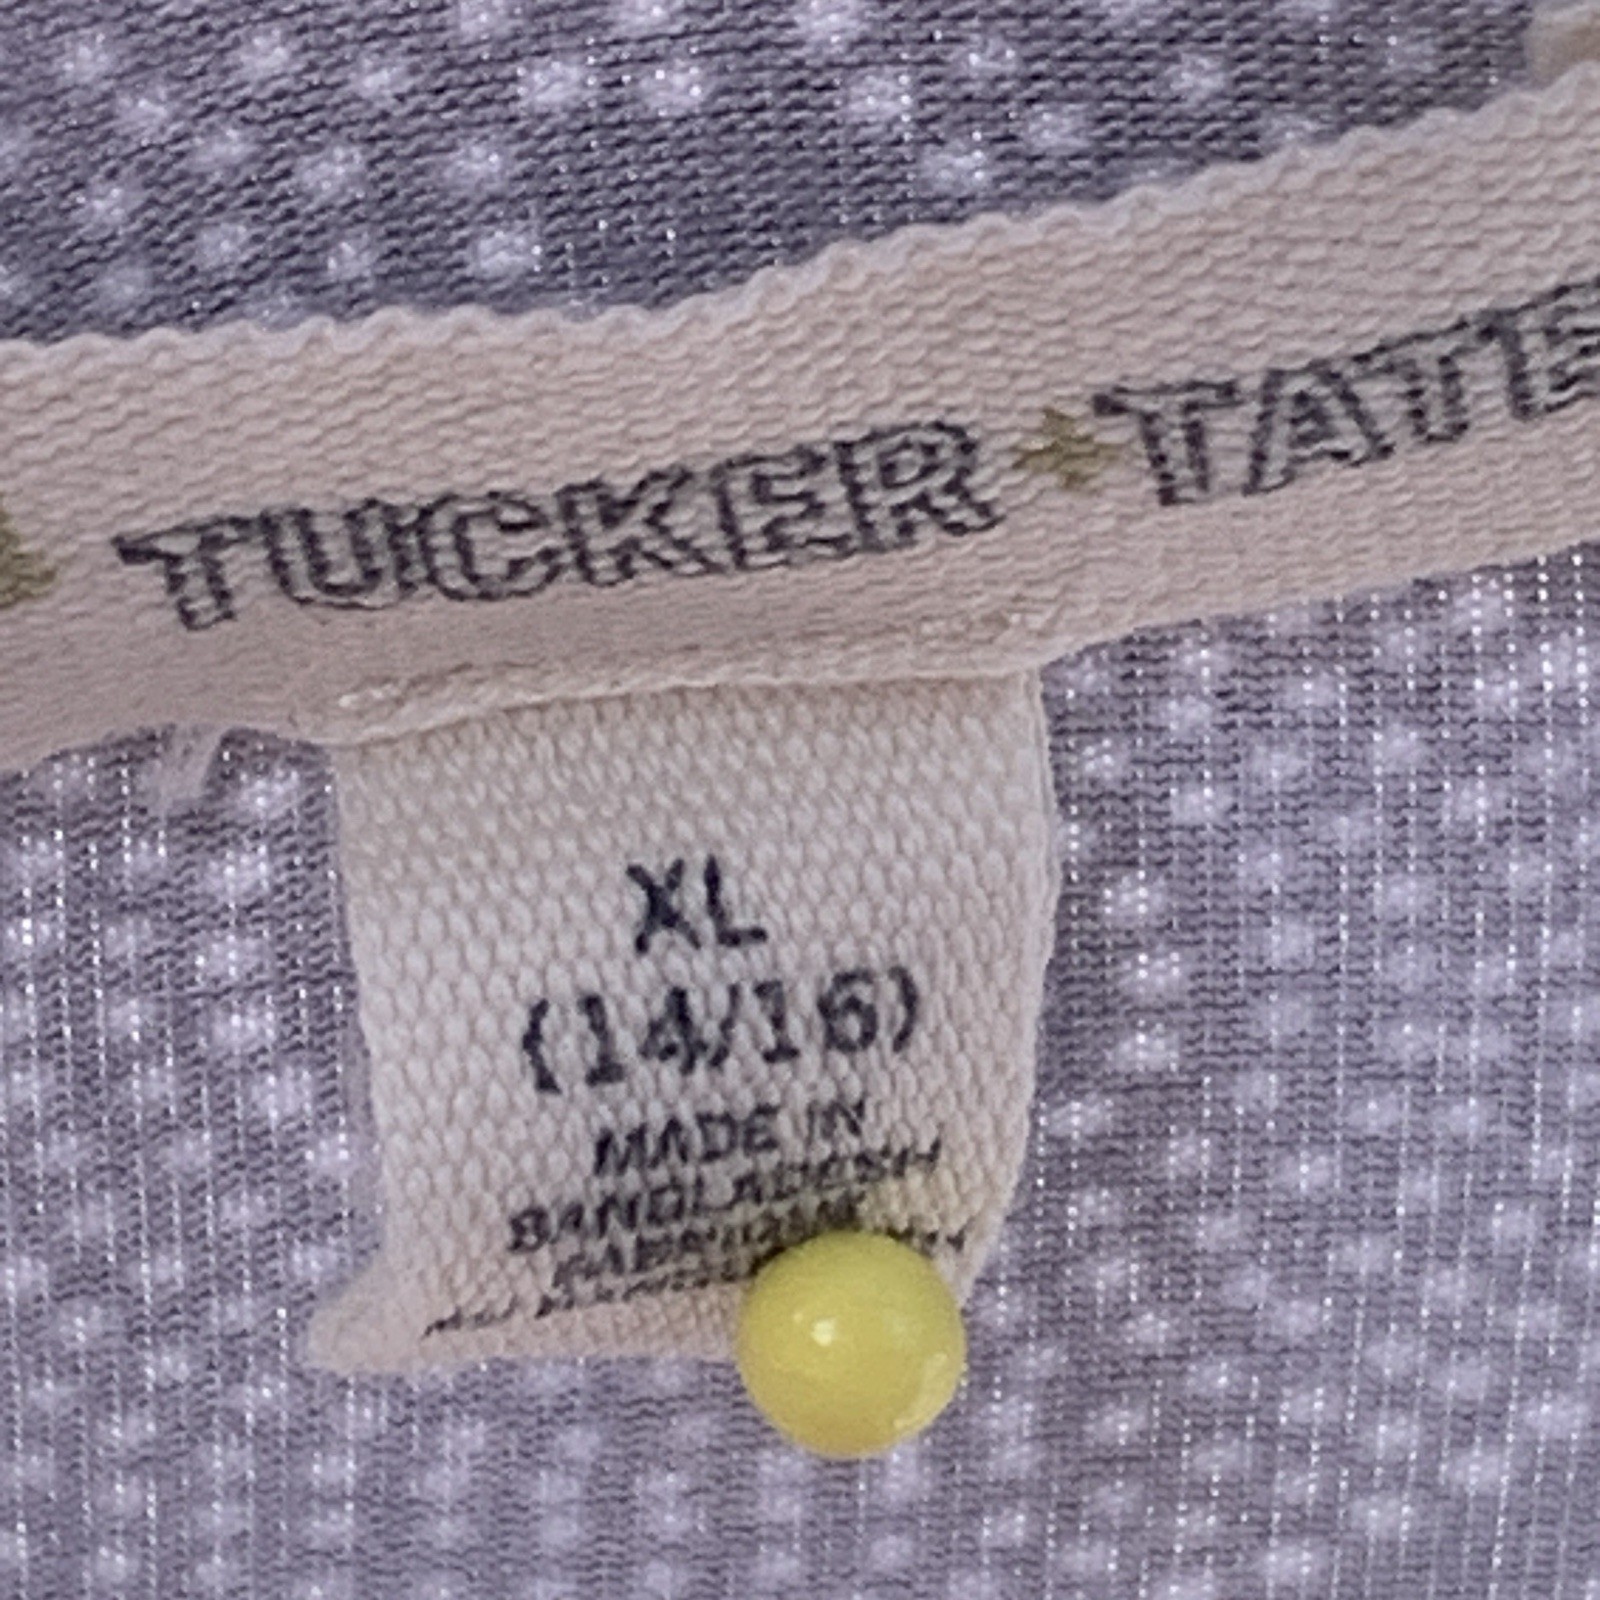 TUCKER TATE
XL
(14/16)
MADE IN
BANGLADESH